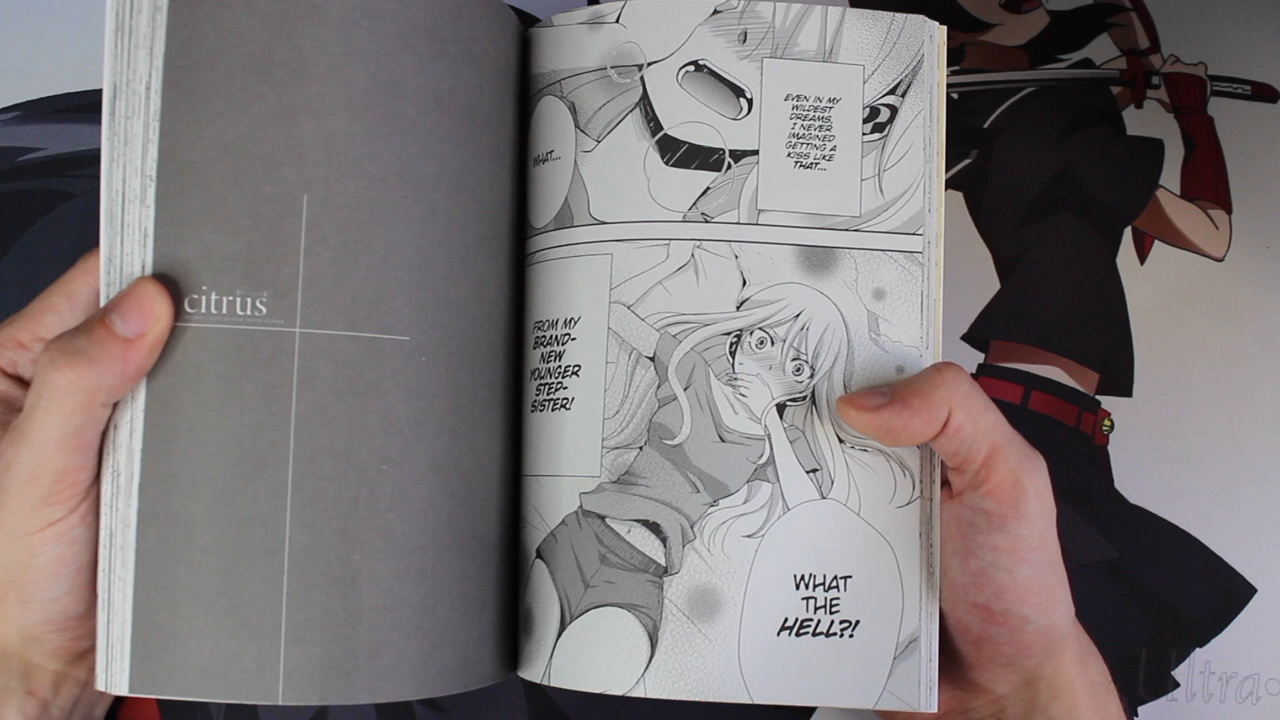 EVEN IN MY
WILDEST
DREAMS,
I NEVER
IMAGINED
GETTING A
KISS LIKE
THAT...
WHAT...
FROM MY
BRAND-
NEW
YOUNGER
STEP-
SISTER!
WHAT
THE
HELL?!
citrus
Ultra